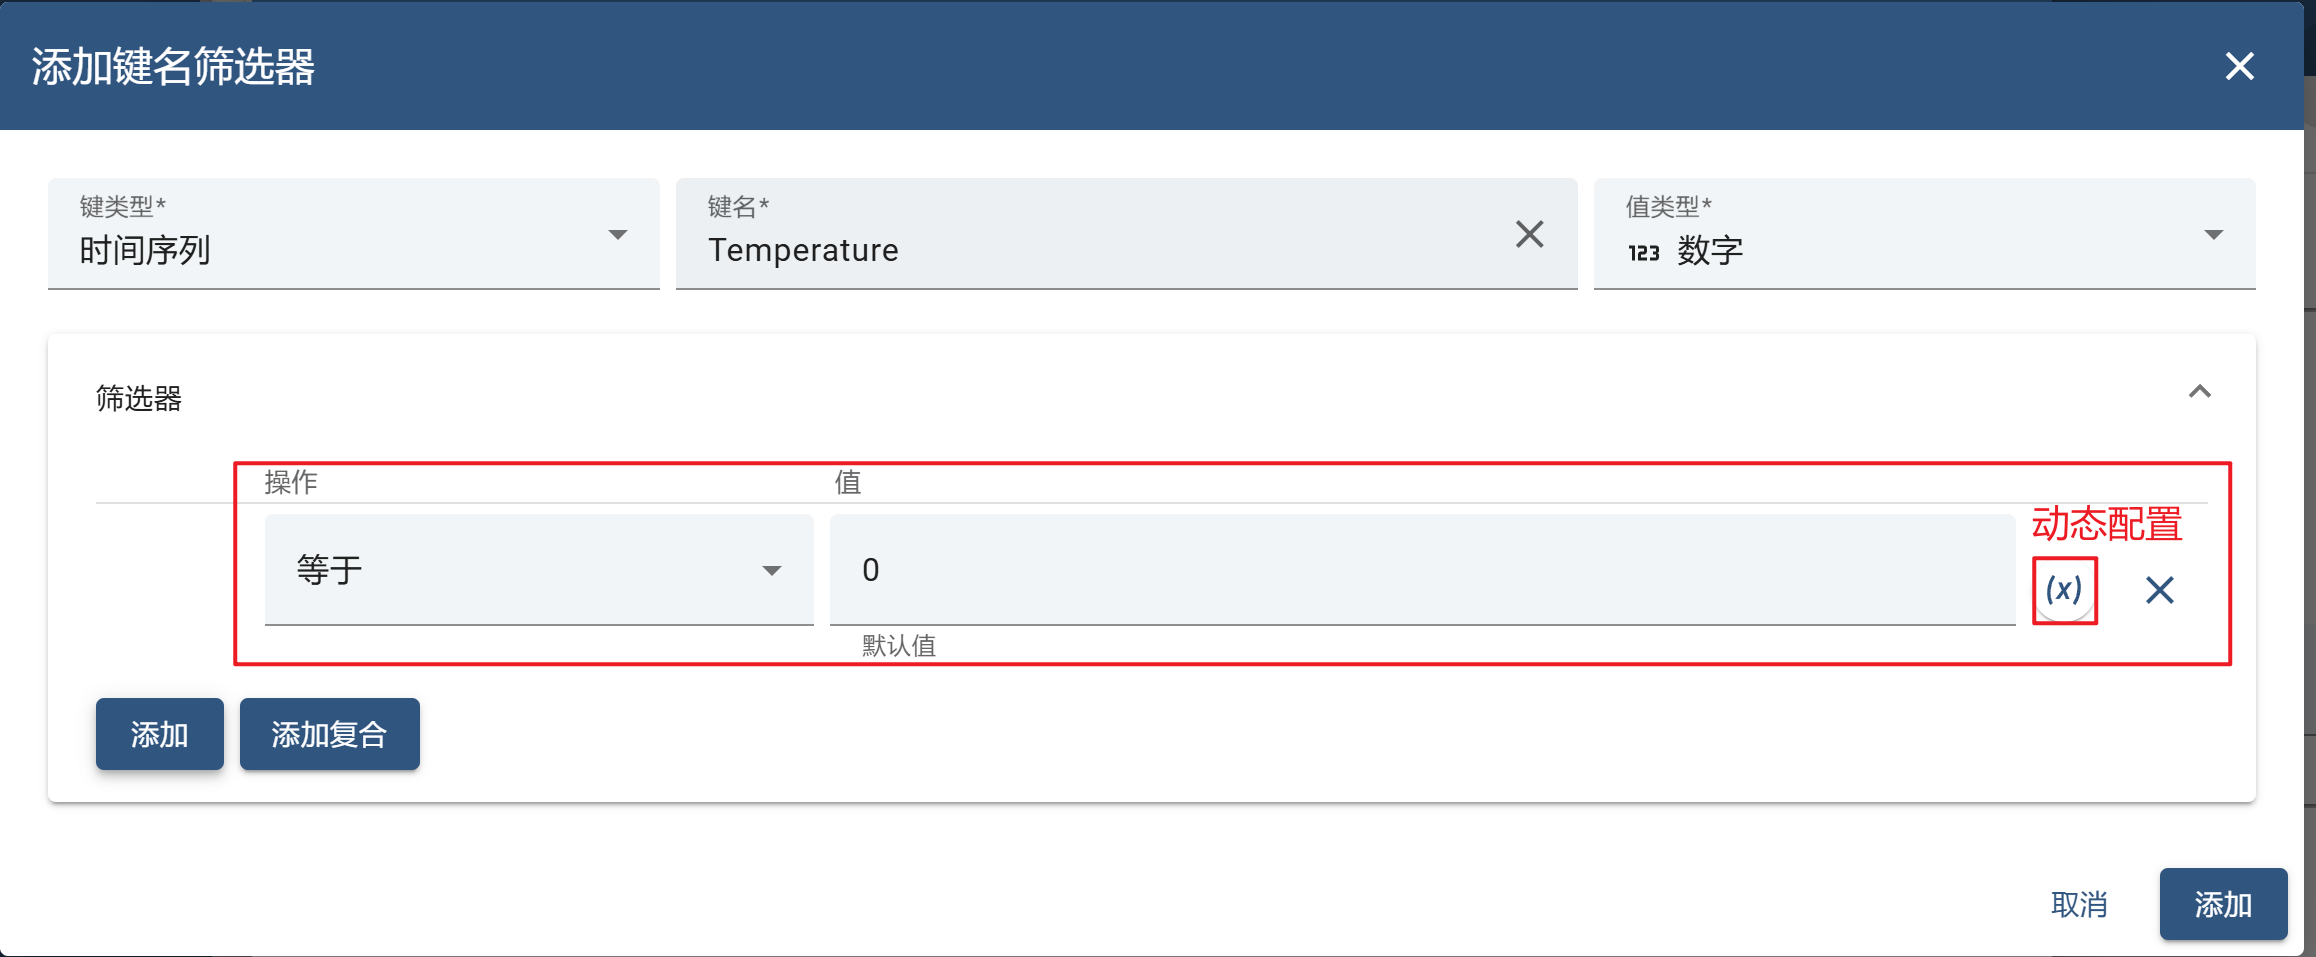 添加键名筛选器
键类型*
时间序列
键名*
Temperature
值类型*
123 数字
筛选器
操作
值
动态配置
等于
0
(x)
默认值
添加
添加复合
取消
添加